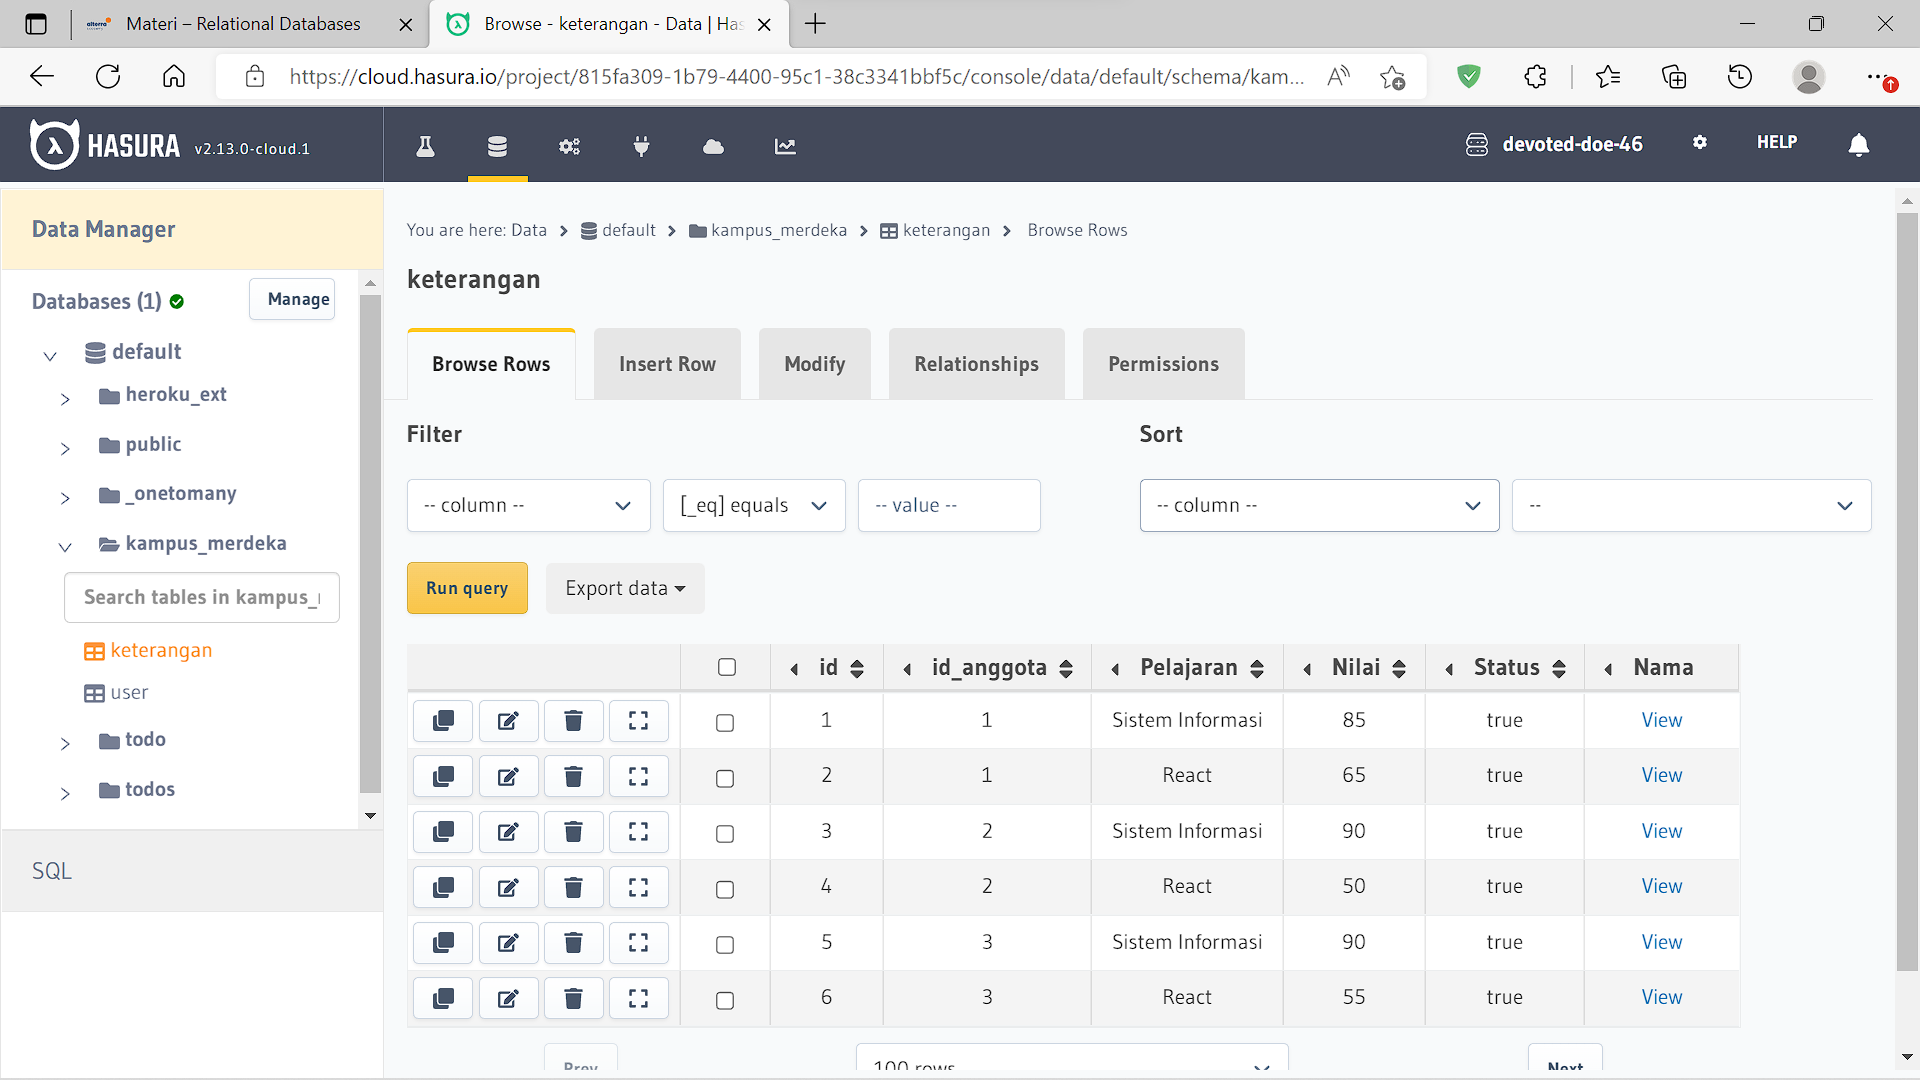 Materi – Relational Databases
Browse - keterangan - Data | Has
https://cloud.hasura.io/project/815fa309-1b79-4400-95c1-38c3341bbf5c/console/data/default/schema/kam...
HASURA v2.13.0-cloud.1
devoted-doe-46
HELP
Data Manager
Databases (1)
Manage
default
heroku_ext
public
_onetomany
kampus_merdeka
Search tables in kampus_
keterangan
user
todo
todos
SQL
You are here: Data > default > kampus_merdeka > keterangan > Browse Rows
keterangan
Browse Rows Insert Row Modify Relationships Permissions
Filter Sort
-- column -- [_eq] equals -- value -- -- column -- --
Run query Export data
id id_anggota Pelajaran Nilai Status Nama
1 1 Sistem Informasi 85 true View
2 1 React 65 true View
3 2 Sistem Informasi 90 true View
4 2 React 50 true View
5 3 Sistem Informasi 90 true View
6 3 React 55 true View
Prev 100 rows Next